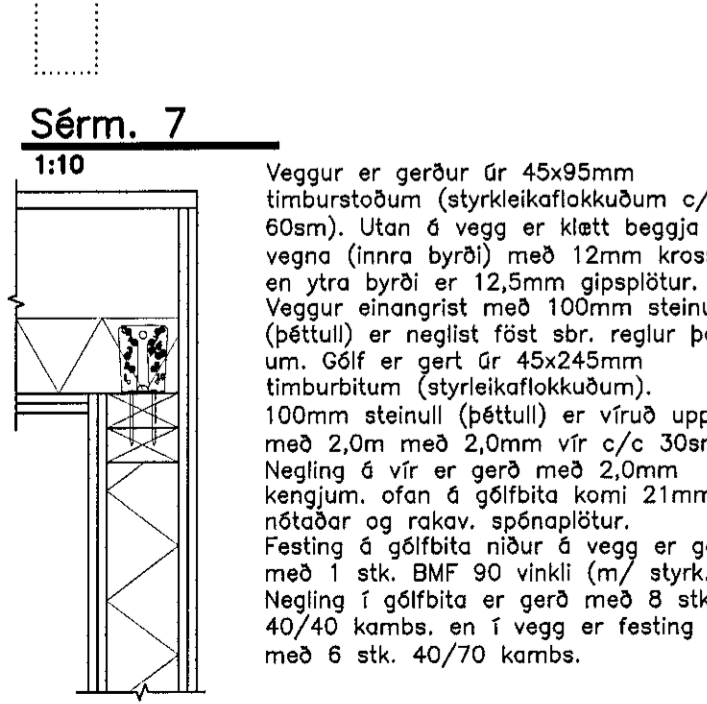 Sérm. 7
1:10
Veggur er gerður úr 45x95mm
timburstoðum (styrkleikaflokkuðum c/
60sm). Utan á vegg er klætt beggja
vegna (innra byrði) með 12mm kross
en ytra byrði er 12,5mm gipsplötur.
Veggur einangrist með 100mm steinu
(þéttull) er neglist föst sbr. reglur þa
um. Gólf er gert úr 45x245mm
timburbitum (styrleikaflokkuðum).
100mm steinull (þéttull) er víruð upp
með 2,0m með 2,0mm vír c/c 30sm
Negling á vír er gerð með 2,0mm
kengjum. ofan á gólfbita komi 21mm
nótaðar og rakav. spónaplötur.
Festing á gólfbita niður á vegg er ge
með 1 stk. BMF 90 vinkli (m/ styrk.
Negling í gólfbita er gerð með 8 stk
40/40 kambs. en í vegg er festing
með 6 stk. 40/70 kambs.